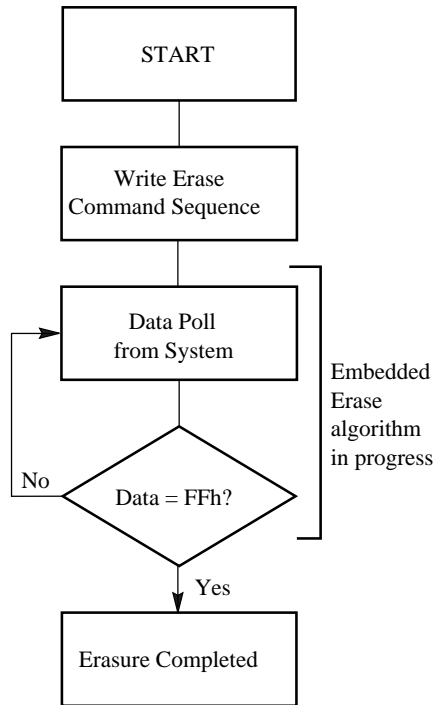 START
Write Erase
Command Sequence
Data Poll
from System
Embedded
Erase
algorithm
in progress
No
Data = FFh?
Yes
Erasure Completed